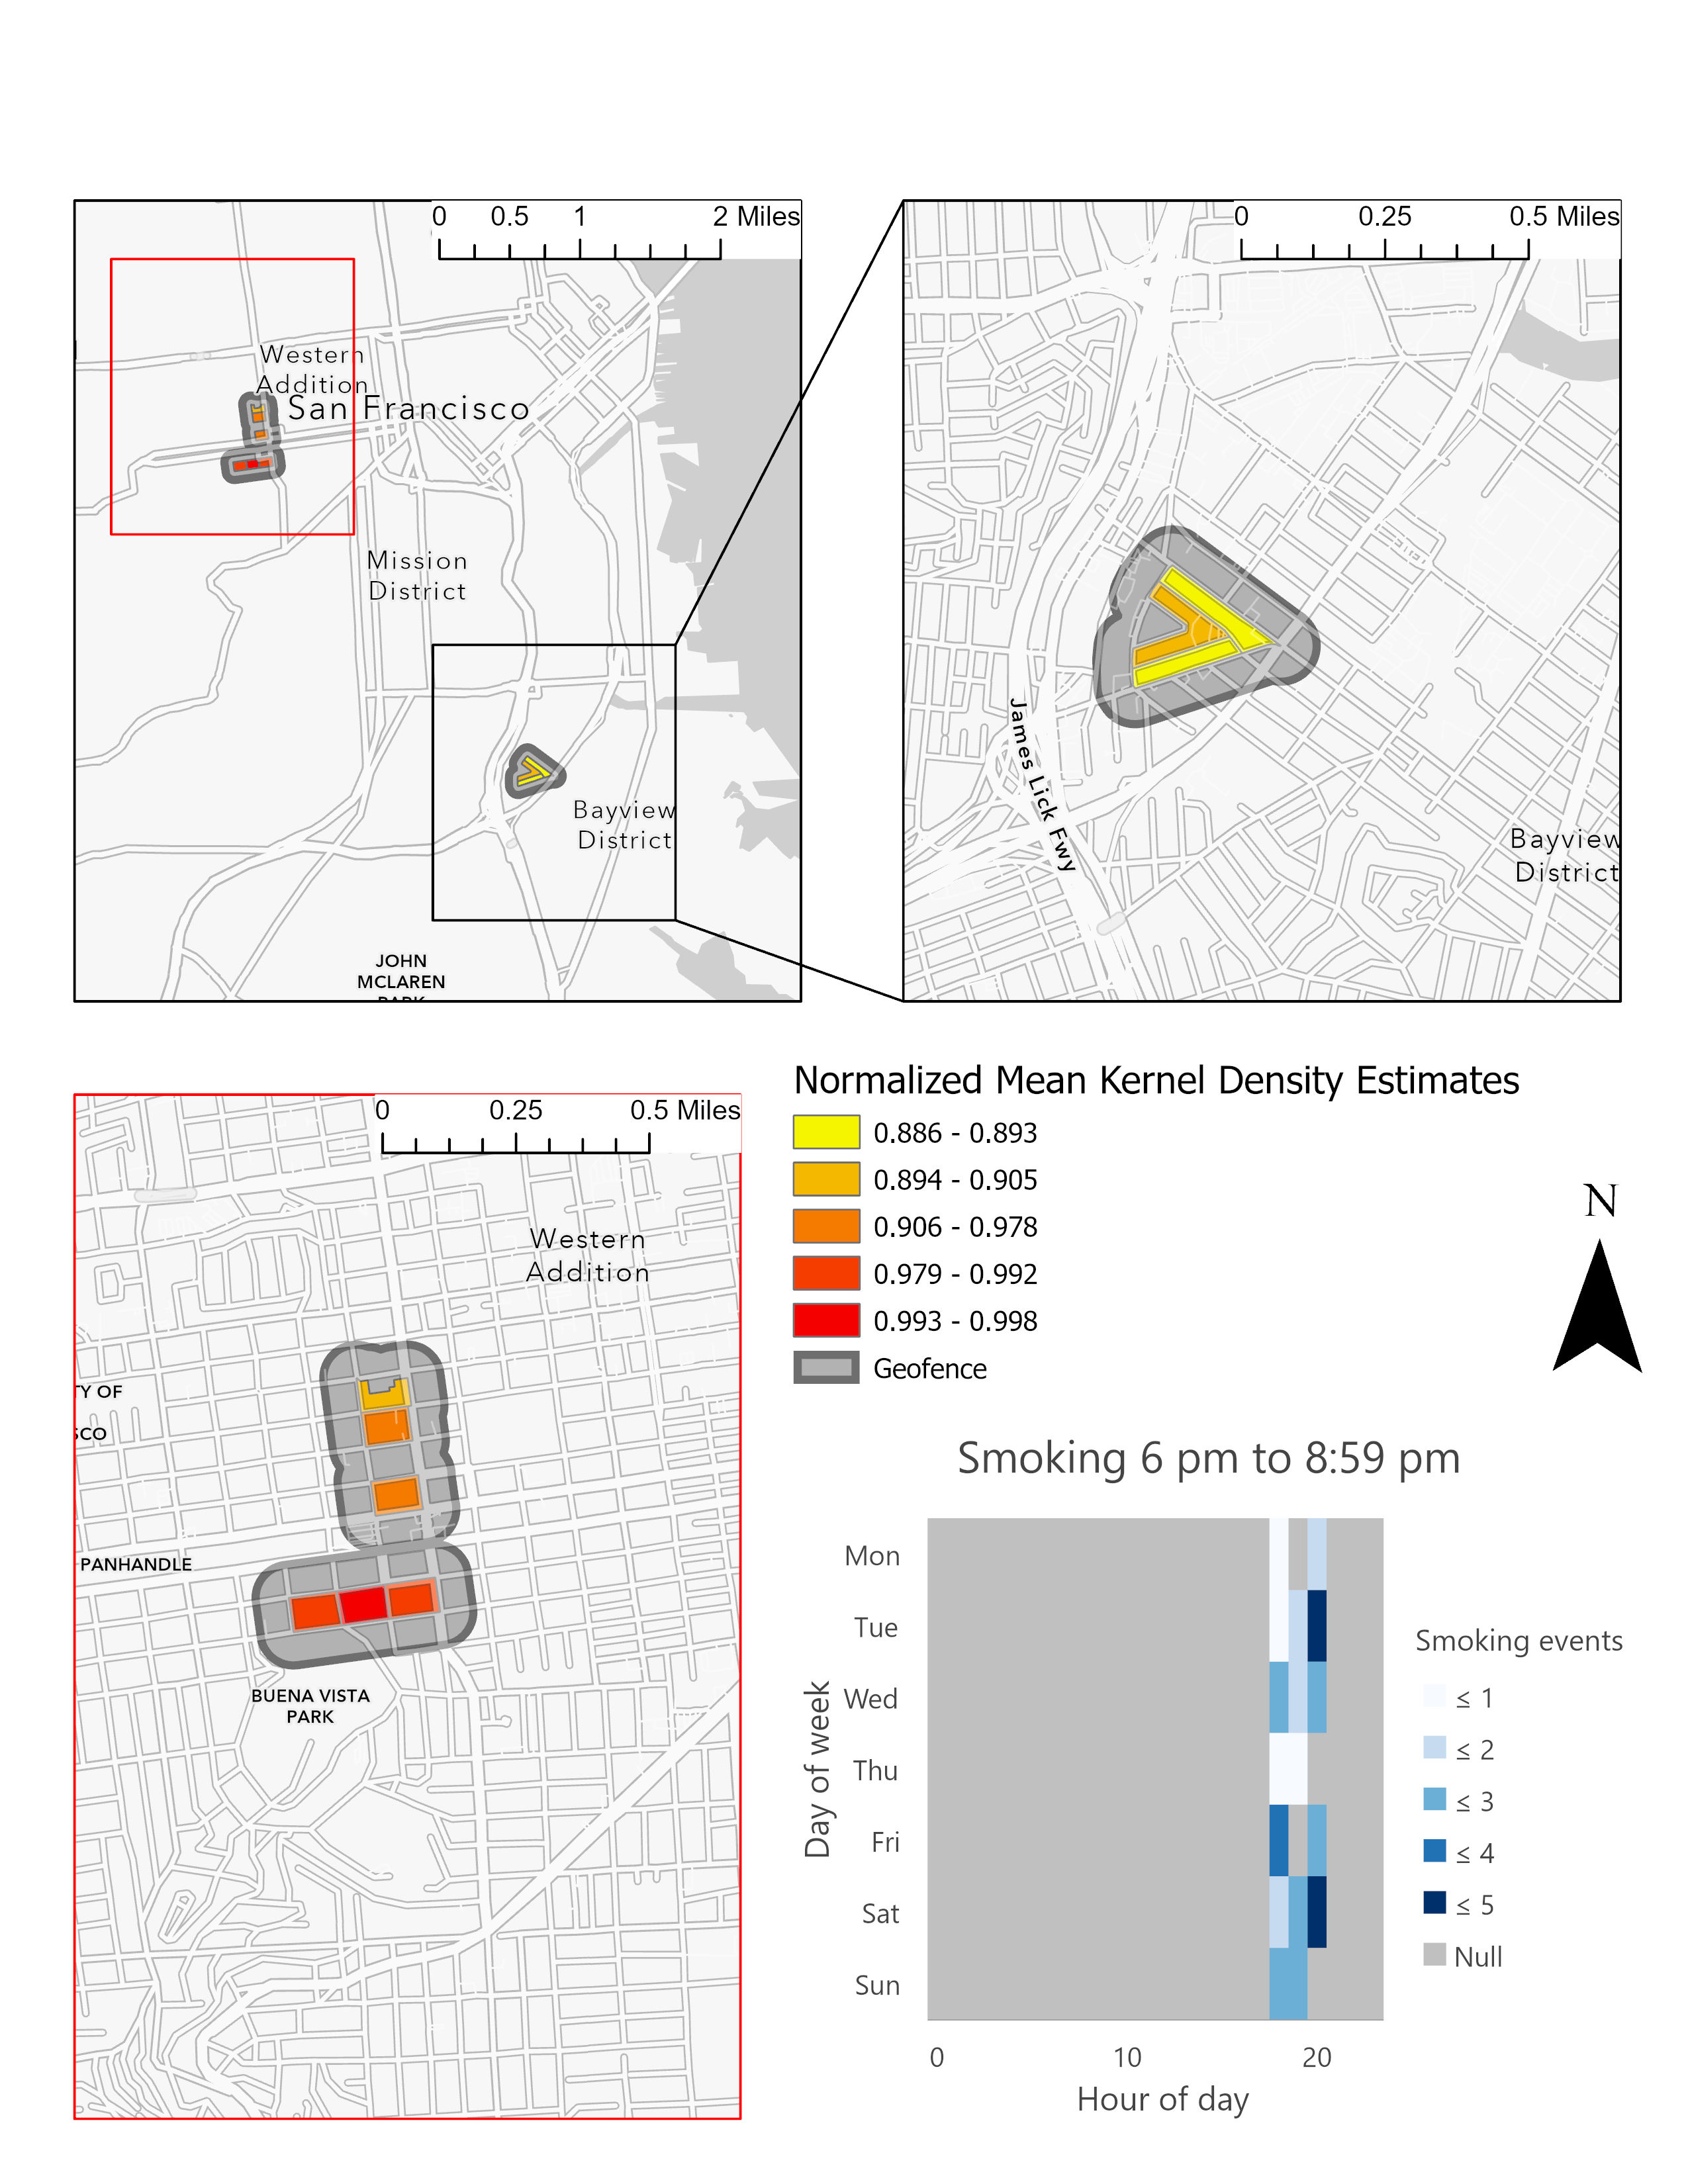 0 0.5 1 2 Miles
Western
Addition
San Francisco
Mission
District
Bayview
District
JOHN
MCLAREN
PARK
0 0.25 0.5 Miles
James Lick Fwy
Bayview
District
0 0.25 0.5 Miles
Western
Addition
TY OF
SCO
PANHANDLE
BUENA VISTA
PARK
Normalized Mean Kernel Density Estimates
0.886 - 0.893
0.894 - 0.905
0.906 - 0.978
0.979 - 0.992
0.993 - 0.998
Geofence
N
Smoking 6 pm to 8:59 pm
Day of week
Mon
Tue
Wed
Thu
Fri
Sat
Sun
0 10 20
Hour of day
Smoking events
≤ 1
≤ 2
≤ 3
≤ 4
≤ 5
Null